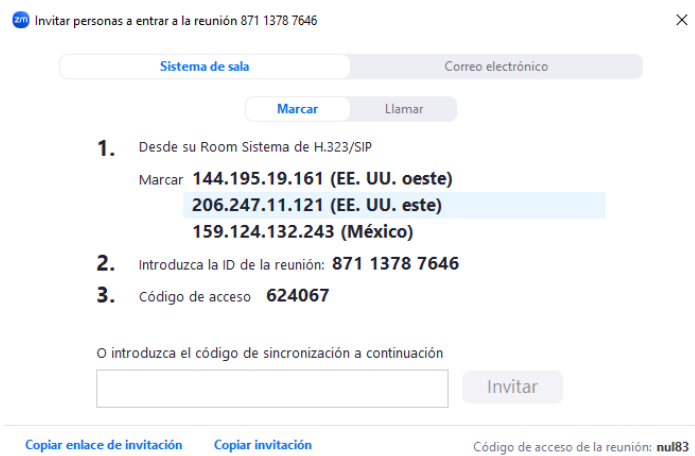 zm Invitar personas a entrar a la reunión 871 1378 7646
Sistema de sala Correo electrónico
Marcar Llamar
1. Desde su Room Sistema de H.323/SIP
Marcar 144.195.19.161 (EE. UU. oeste)
206.247.11.121 (EE. UU. este)
159.124.132.243 (México)
2. Introduzca la ID de la reunión: 871 1378 7646
3. Código de acceso 624067
O introduzca el código de sincronización a continuación
Invitar
Copiar enlace de invitación Copiar invitación Código de acceso de la reunión: nul83